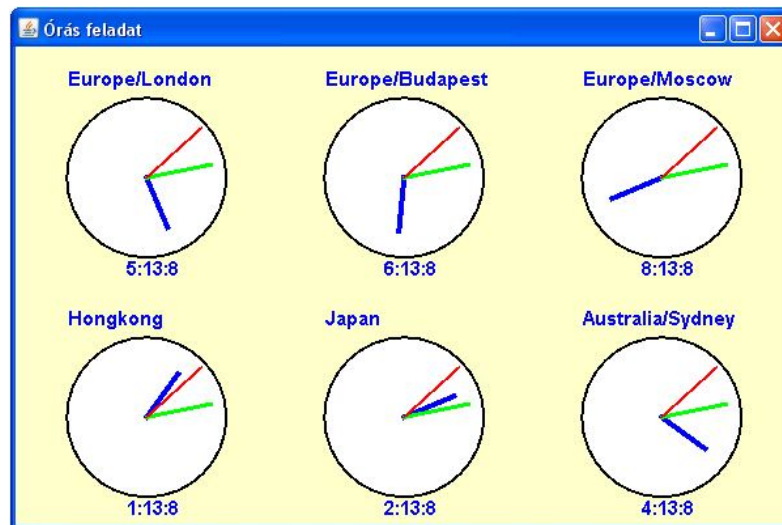 Órás feladat
Europe/London Europe/Budapest Europe/Moscow
5:13:8 6:13:8 8:13:8
Hongkong Japan Australia/Sydney
1:13:8 2:13:8 4:13:8